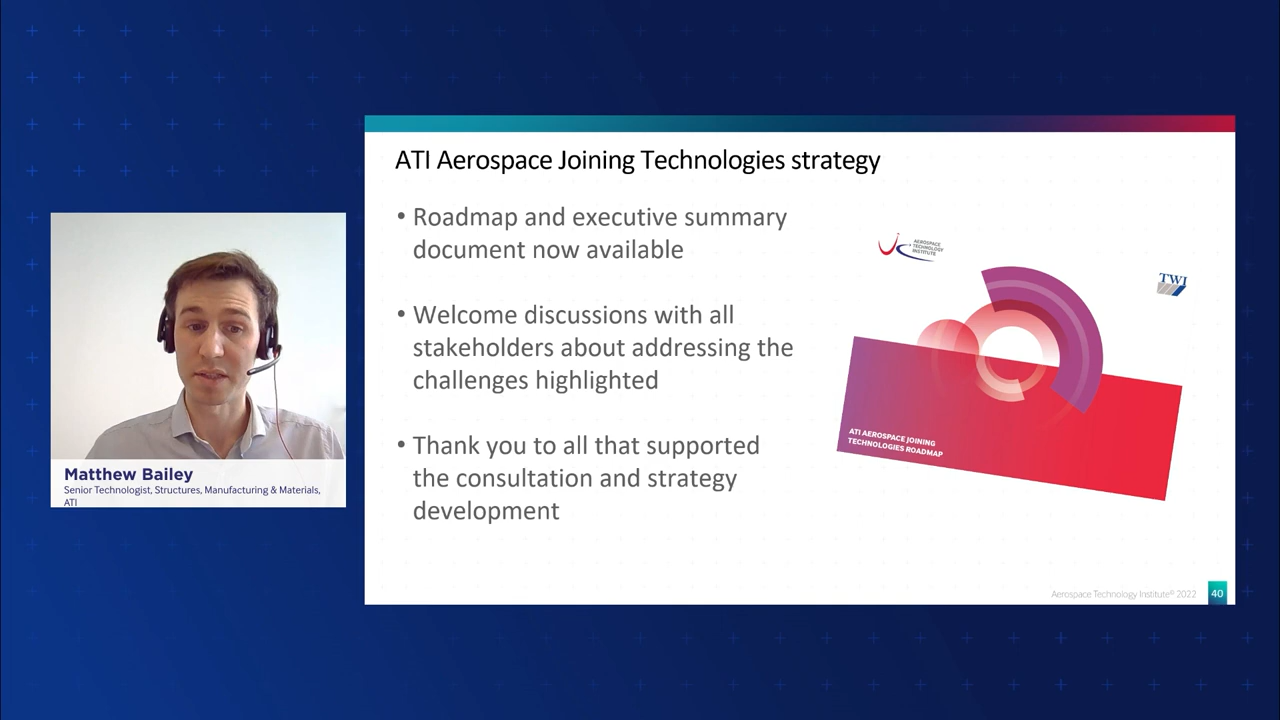 ATI Aerospace Joining Technologies strategy
• Roadmap and executive summary
document now available
• Welcome discussions with all
stakeholders about addressing the
challenges highlighted
• Thank you to all that supported
the consultation and strategy
development
AEROSPACE
TECHNOLOGY
INSTITUTE
TWI
ATI AEROSPACE JOINING
TECHNOLOGIES ROADMAP
Matthew Bailey
Senior Technologist, Structures, Manufacturing & Materials,
ATI
Aerospace Technology Institute® 2022
40